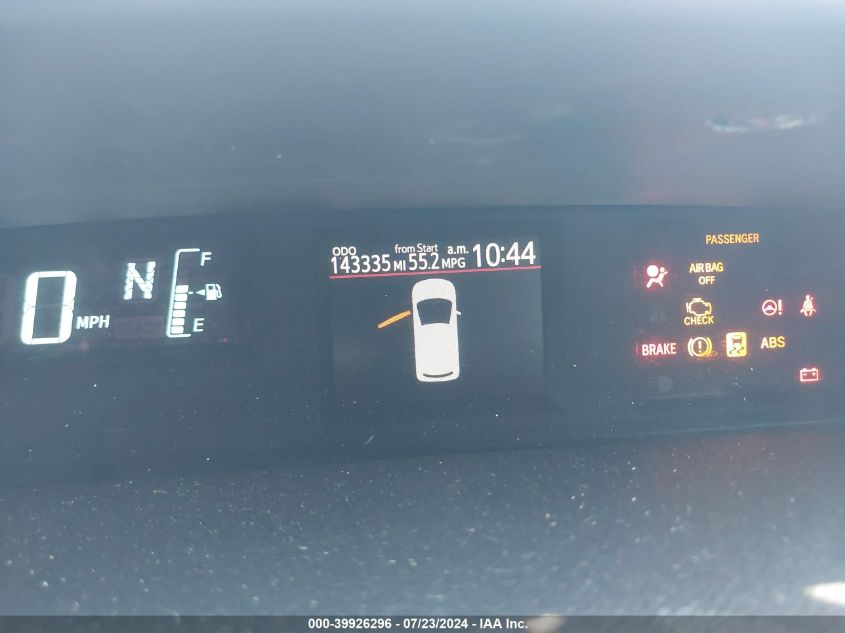 ODO from Start a.m. 10:44
143335 MI 55.2 MPG
0 MPH
N
F
E
PASSENGER
AIR BAG
OFF
CHECK
BRAKE
ABS
000-39926296 - 07/23/2024 - IAA Inc.